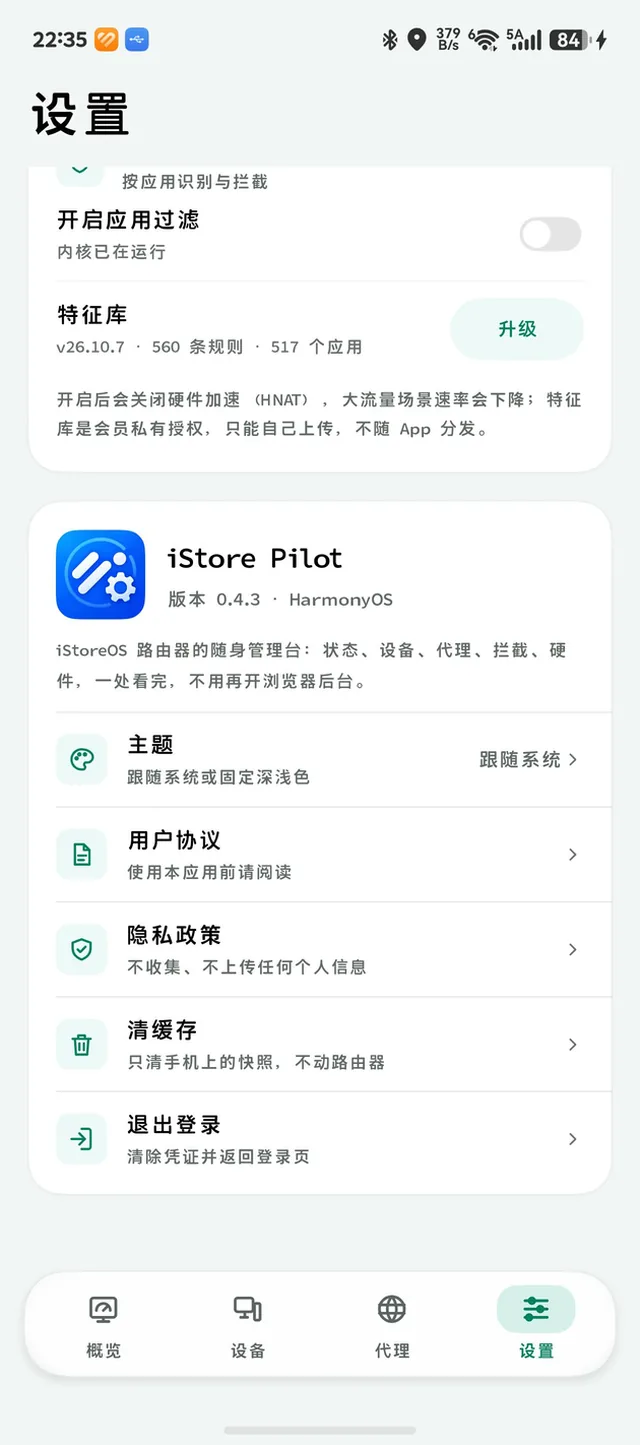 22:35
379 B/s
6
5A
84
设置
按应用识别与拦截
开启应用过滤
内核已在运行
特征库
v26.10.7 · 560 条规则 · 517 个应用
升级
开启后会关闭硬件加速 (HNAT) ,大流量场景速率会下降;特征
库是会员私有授权,只能自己上传,不随 App 分发。
iStore Pilot
版本 0.4.3 · HarmonyOS
iStoreOS 路由器的随身管理台:状态、设备、代理、拦截、硬
件,一处看完,不用再开浏览器后台。
主题
跟随系统或固定深浅色
跟随系统
用户协议
使用本应用前请阅读
隐私政策
不收集、不上传任何个人信息
清缓存
只清手机上的快照,不动路由器
退出登录
清除凭证并返回登录页
概览
设备
代理
设置